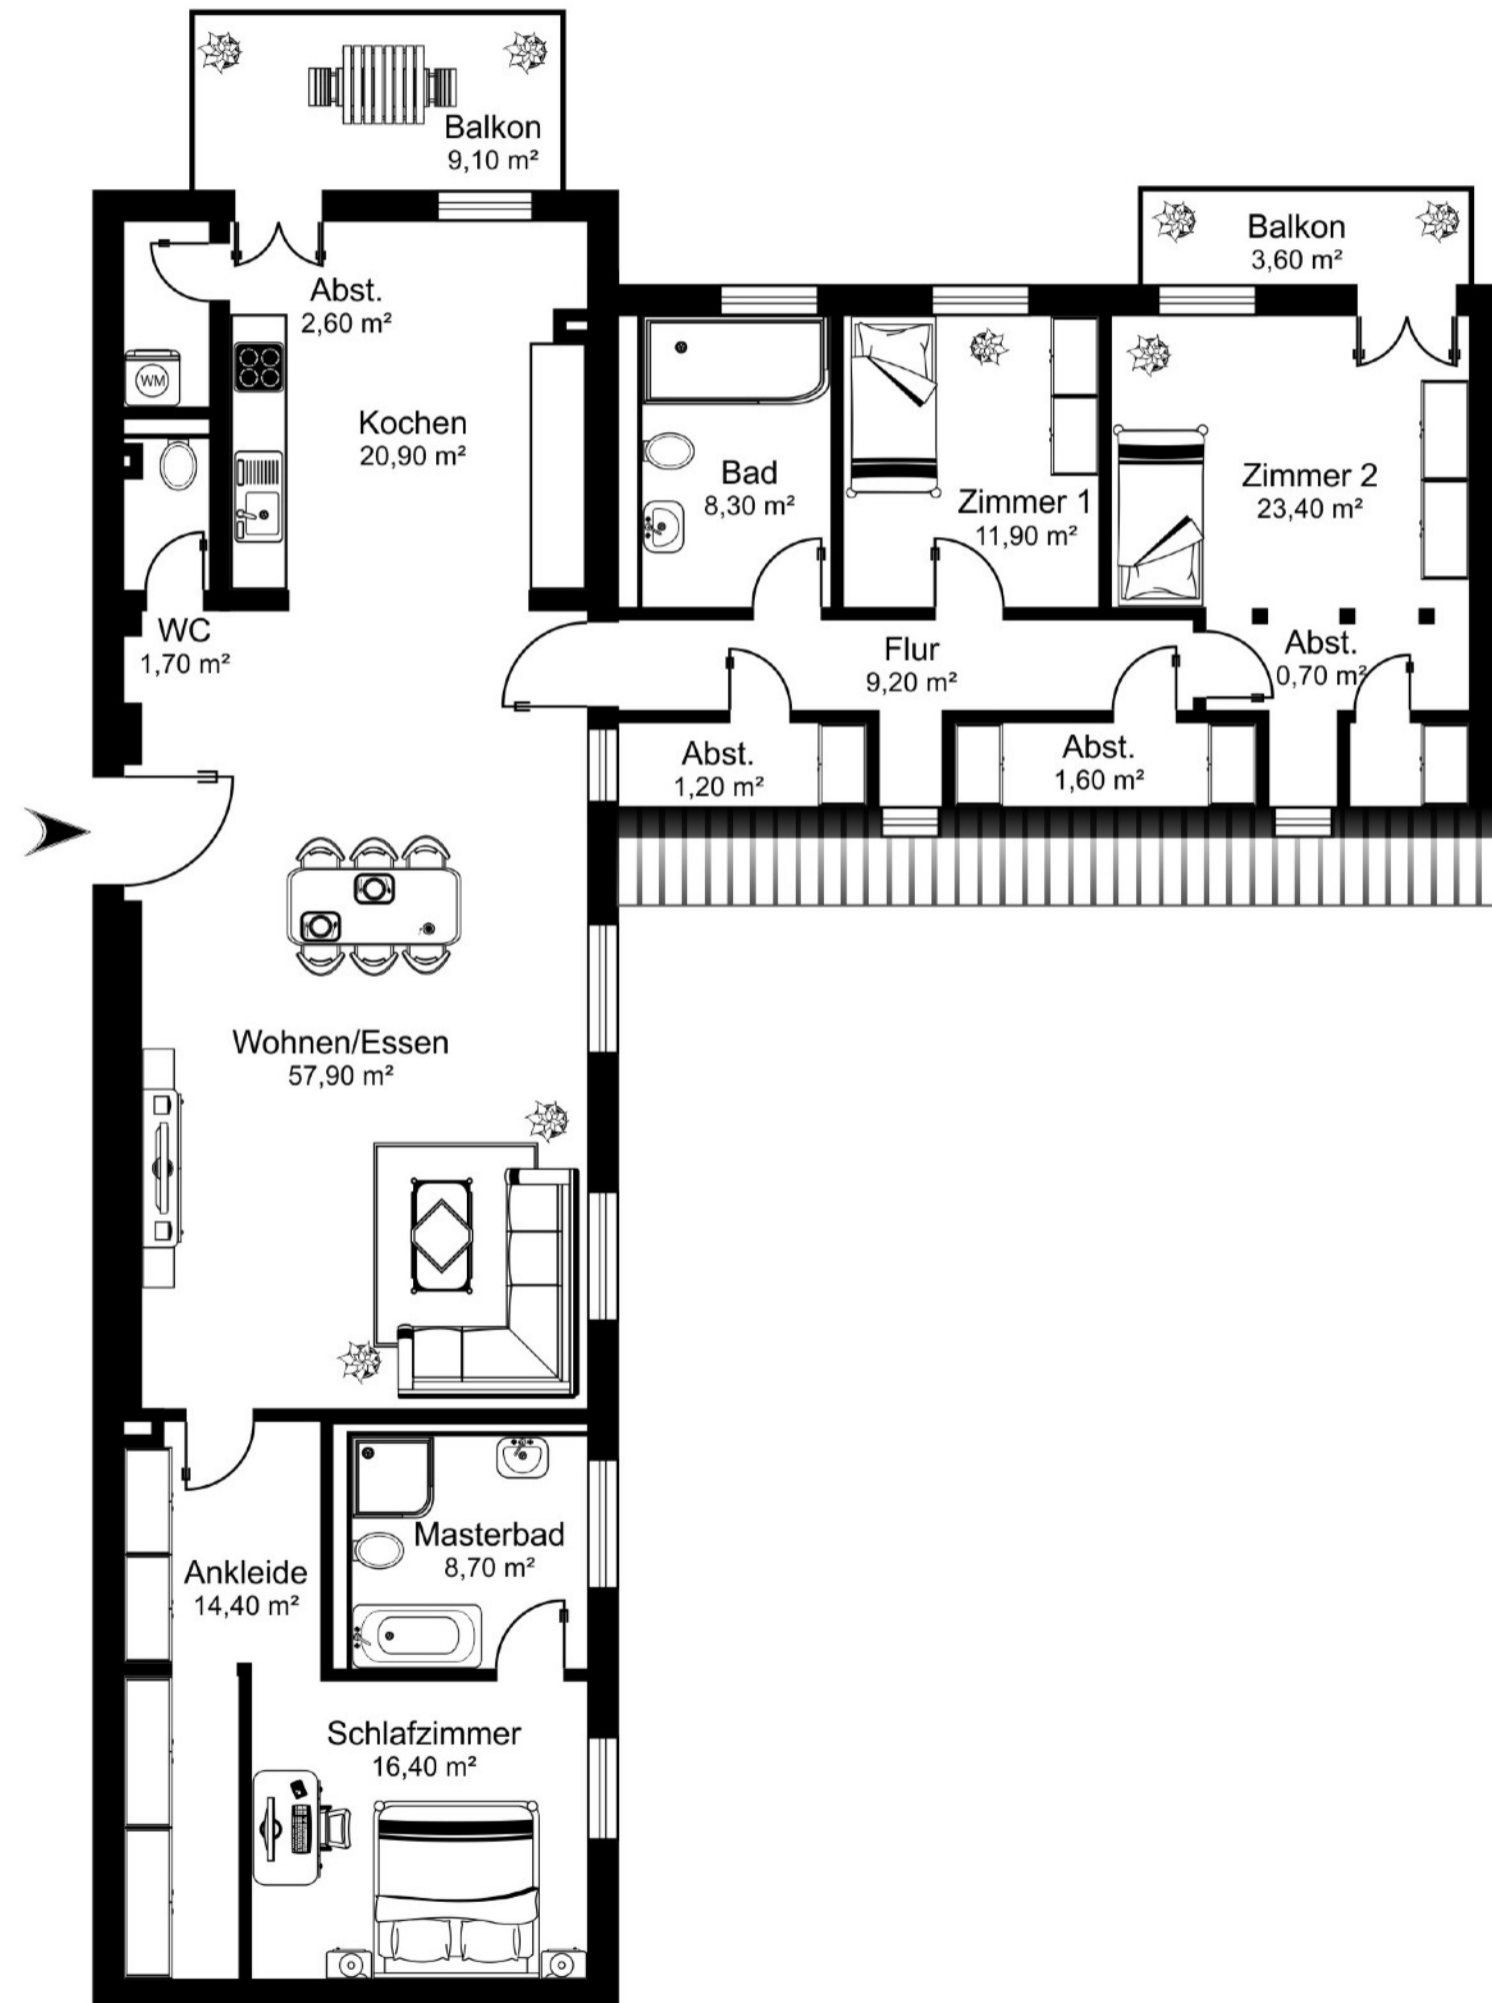 Balkon
9,10 m²
Balkon
3,60 m²
Abst.
2,60 m²
WM
Kochen
20,90 m²
Bad
8,30 m²
Zimmer 1
11,90 m²
Zimmer 2
23,40 m²
WC
1,70 m²
Flur
9,20 m²
Abst.
0,70 m²
Abst.
1,20 m²
Abst.
1,60 m²
Wohnen/Essen
57,90 m²
Masterbad
8,70 m²
Ankleide
14,40 m²
Schlafzimmer
16,40 m²